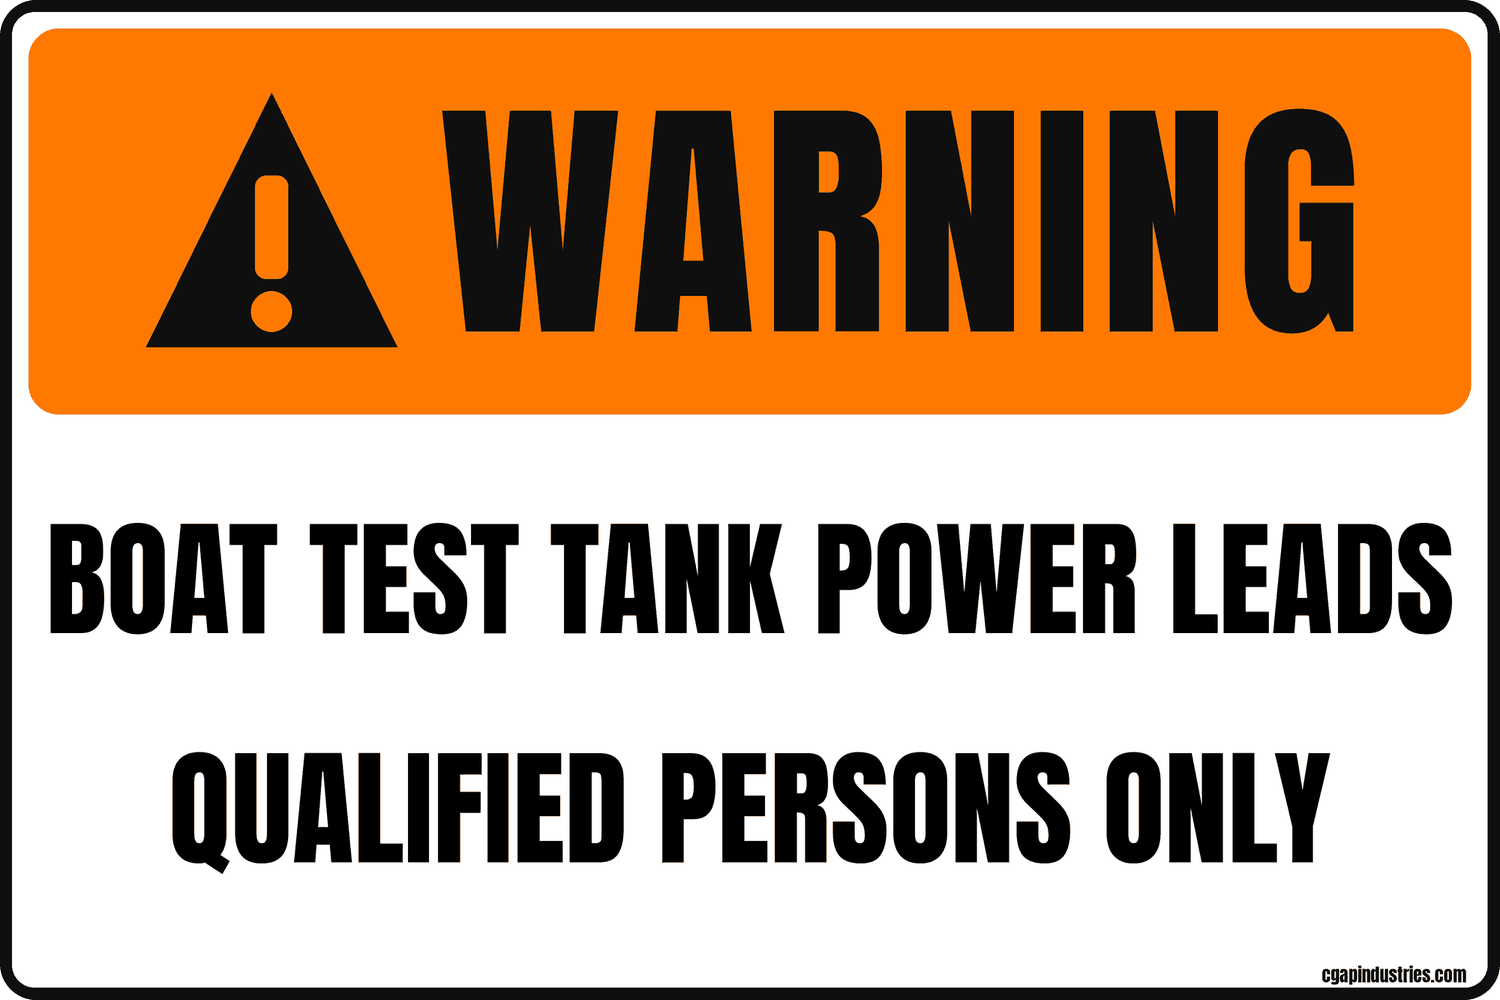 WARNING
BOAT TEST TANK POWER LEADS
QUALIFIED PERSONS ONLY
cgapindustries.com